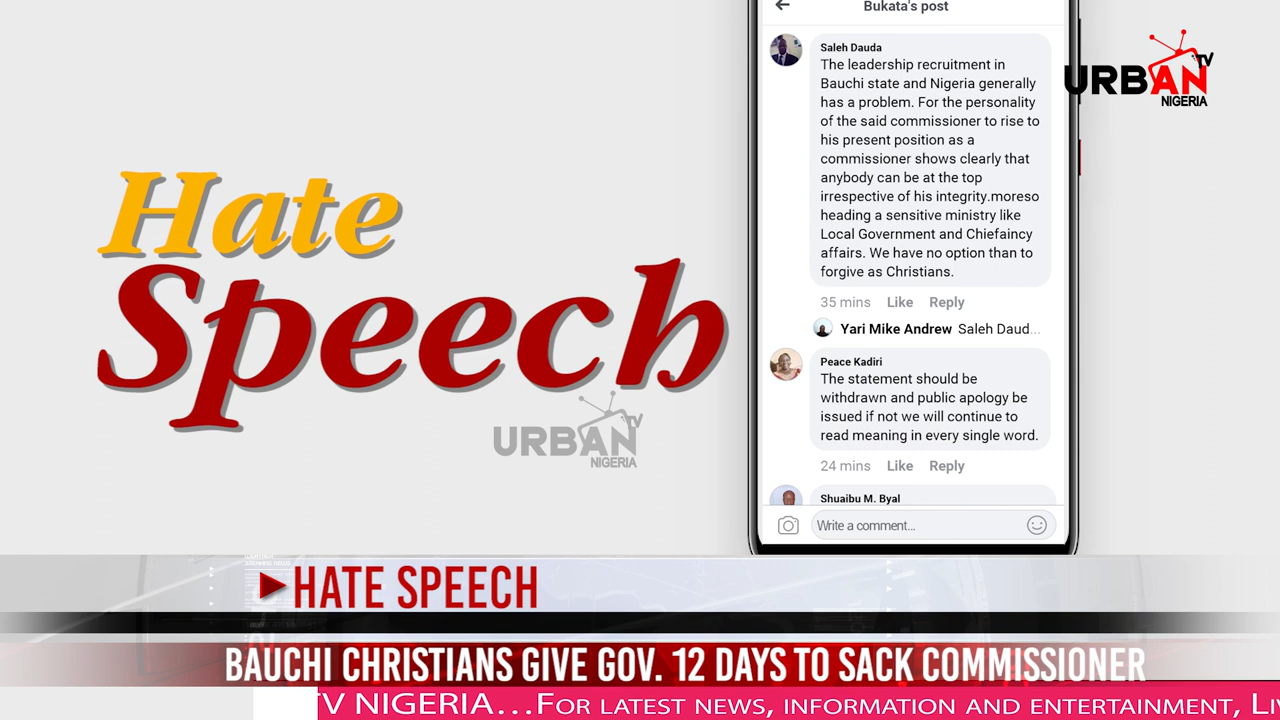 Bukata's post
Saleh Dauda
The leadership recruitment in
Bauchi state and Nigeria generally
has a problem. For the personality
of the said commissioner to rise to
his present position as a
commissioner shows clearly that
anybody can be at the top
irrespective of his integrity.moreso
heading a sensitive ministry like
Local Government and Chiefaincy
affairs. We have no option than to
forgive as Christians.
35 mins Like Reply
Yari Mike Andrew Saleh Daud...
Peace Kadiri
The statement should be
withdrawn and public apology be
issued if not we will continue to
read meaning in every single word.
24 mins Like Reply
Shuaibu M. Byal
Write a comment...
URBAN TV
NIGERIA
Hate
Speech
URBAN TV
NIGERIA
HATE SPEECH
BAUCHI CHRISTIANS GIVE GOV. 12 DAYS TO SACK COMMISSIONER
TV NIGERIA...FOR LATEST NEWS, INFORMATION AND ENTERTAINMENT, LI